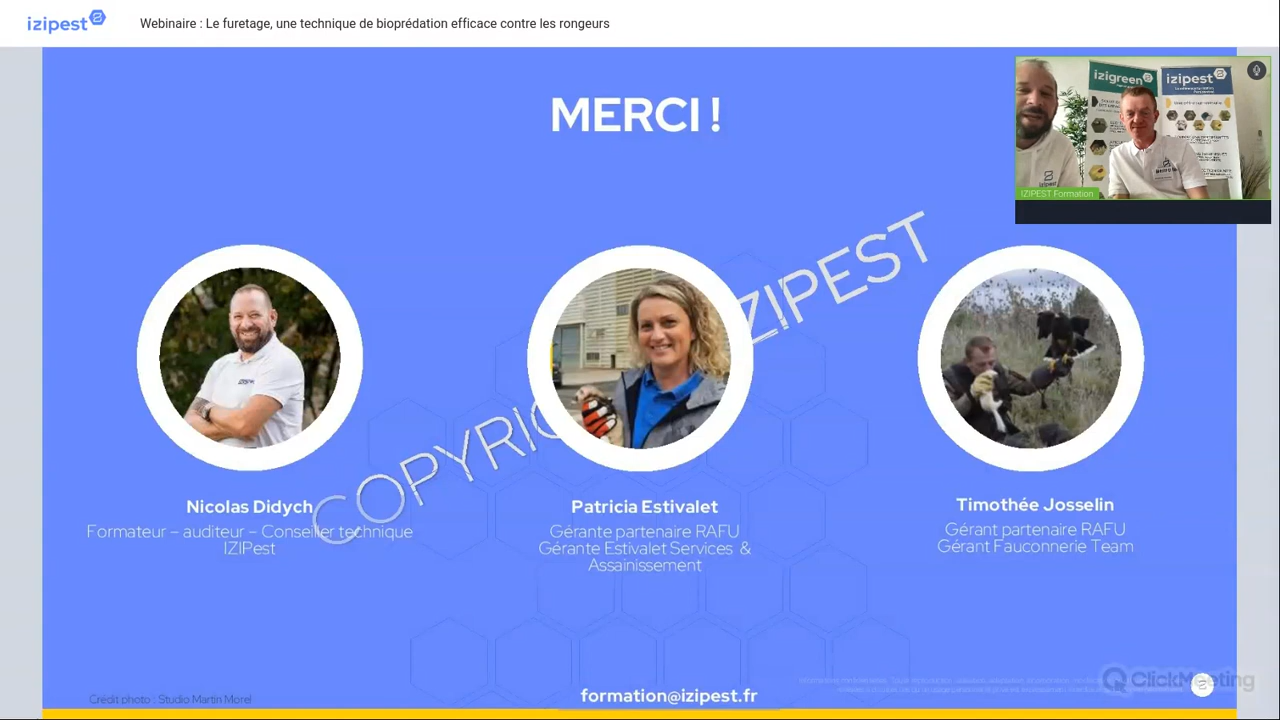 izipest
Webinaire : Le furetage, une technique de bioprédation efficace contre les rongeurs
izigreen
izipest
IZIPEST Formation
MERCI !
COPYRIG
IZIPEST
Nicolas Didych
Formateur – auditeur – Conseiller technique
IZIPest
Patricia Estivalet
Gérante partenaire RAFU
Gérante Estivalet Services &
Assainissement
Timothée Josselin
Gérant partenaire RAFU
Gérant Fauconnerie Team
Crédit photo : Studio Martin Morel
formation@izipest.fr
ClickMeeting